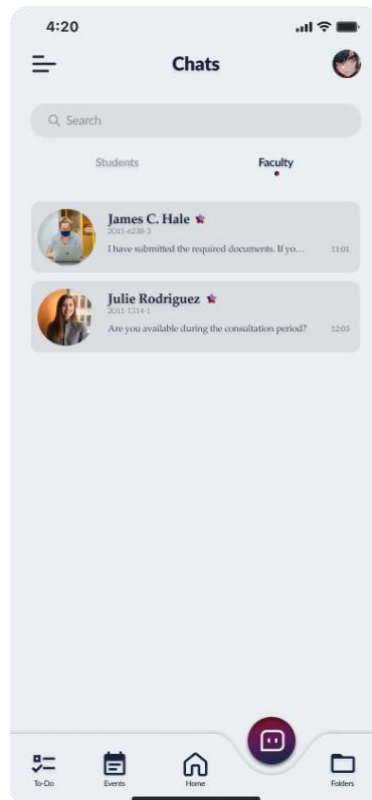 4:20
Chats
Search
Students Faculty
James C. Hale
2015-6238-3
I have submitted the required documents. If yo... 11:01
Julie Rodriguez
2011-1314-1
Are you available during the consultation period? 12:03
To-Do Events Home Folders